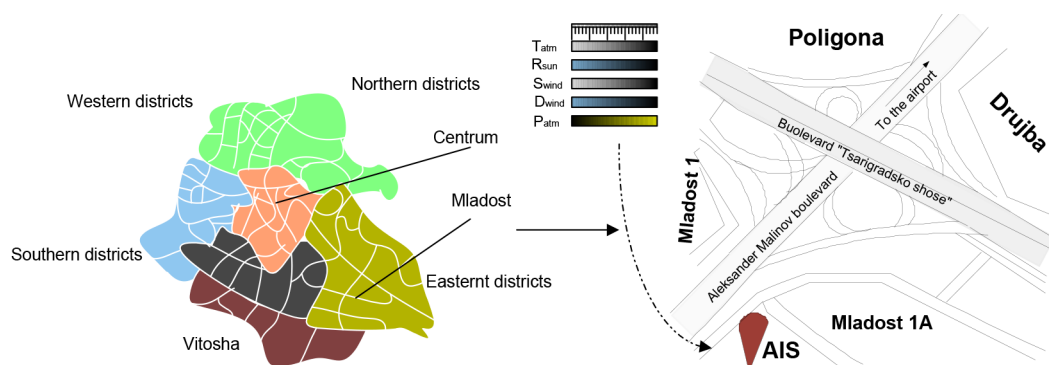 Western districts
Northern districts
Centrum
Mladost
Southern districts
Easternt districts
Vitosha
Tatm
Rsun
Swind
Dwind
Patm
Poligona
To the airport
Drujba
Buolevard "Tsarigradsko shose"
Mladost 1
Aleksander Malinov boulevard
Mladost 1A
AIS